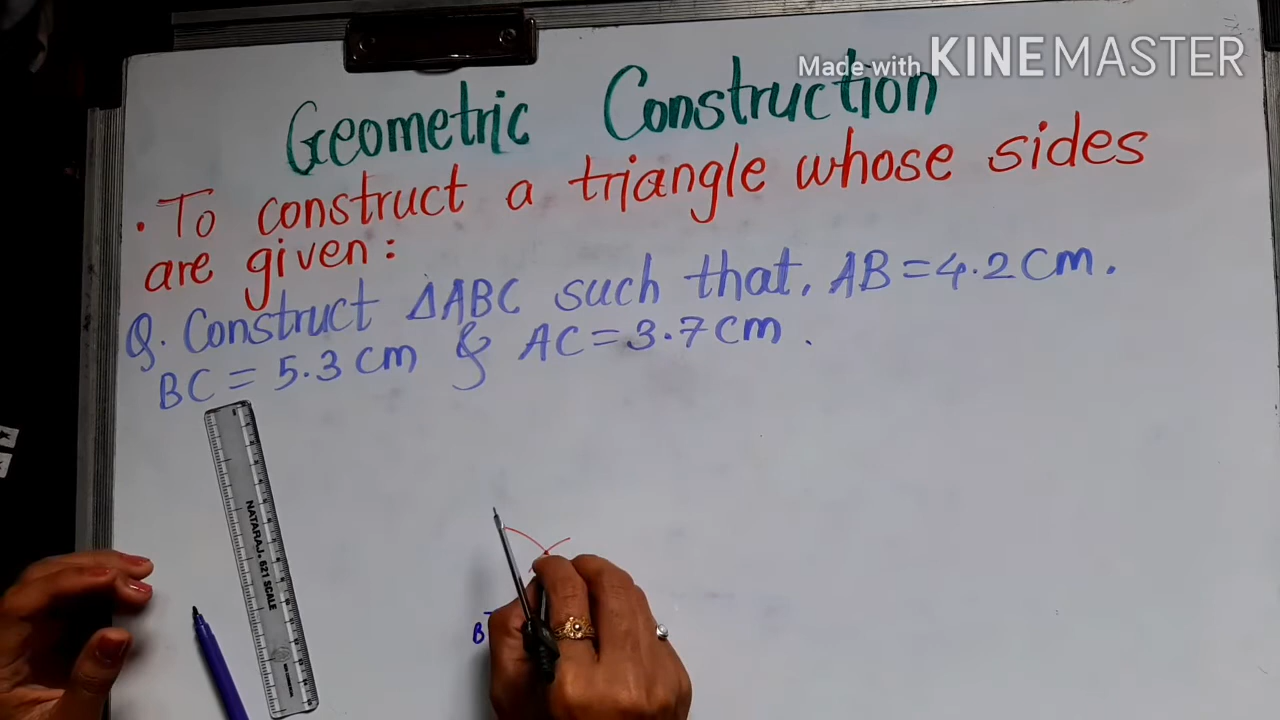 Made with KINEMASTER
Geometric Construction
. To construct a triangle whose sides
are given:
Q. Construct ΔABC such that, AB = 4.2 cm.
BC = 5.3 cm & AC = 3.7 cm.
NATARAJ. 621 SCALE
B